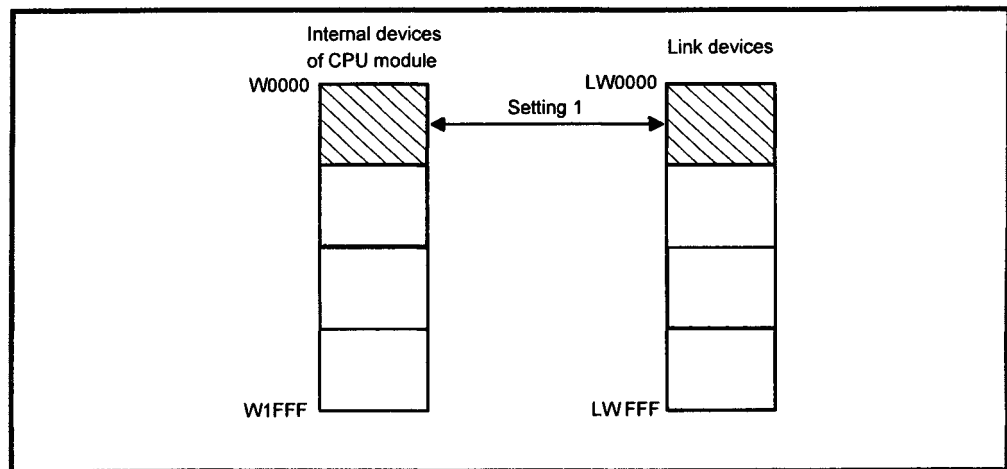 Internal devices
of CPU module
Link devices
W0000
LW0000
Setting 1
W1FFF
LWFFF